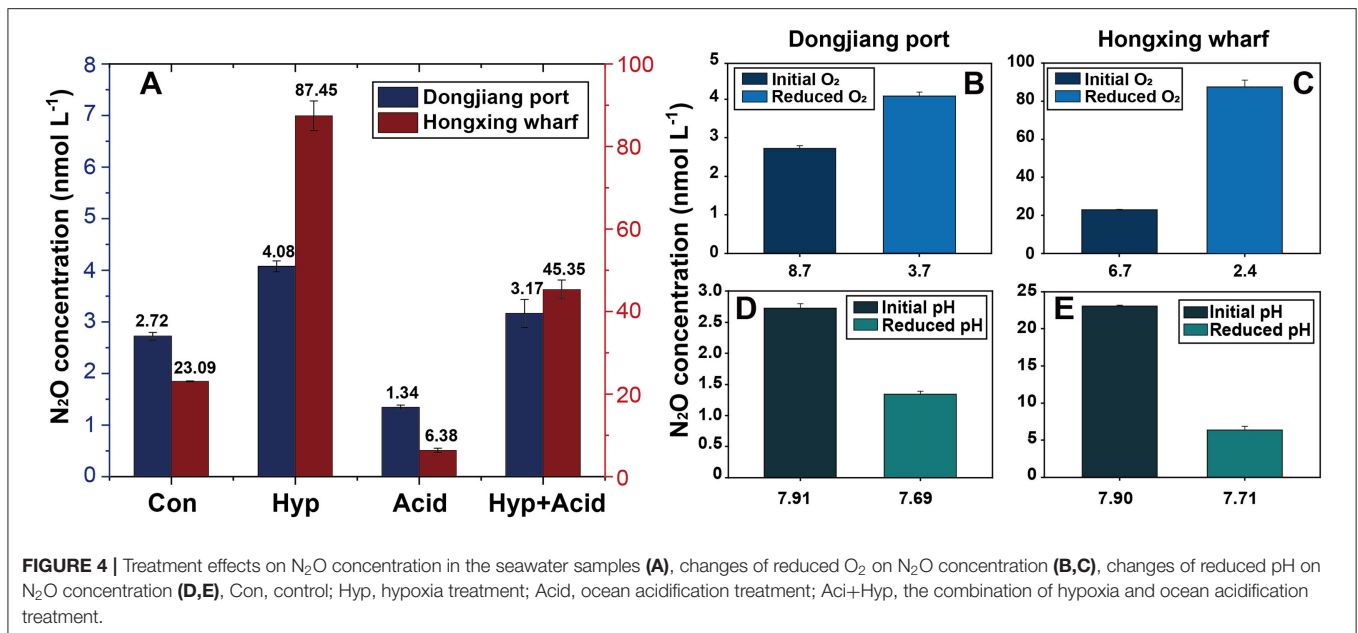 A
Dongjiang port
Hongxing wharf
N₂O concentration (nmol L⁻¹)
8
7
6
5
4
3
2
1
0
100
80
60
40
20
0
2.72
23.09
4.08
87.45
1.34
6.38
3.17
45.35
Con
Hyp
Acid
Hyp+Acid
Dongjiang port
Hongxing wharf
N₂O concentration (nmol L⁻¹)
B
Initial O₂
Reduced O₂
5
4
3
2
1
0
8.7
3.7
C
Initial O₂
Reduced O₂
100
80
60
40
20
0
6.7
2.4
D
Initial pH
Reduced pH
3.0
2.5
2.0
1.5
1.0
0.5
0.0
7.91
7.69
E
Initial pH
Reduced pH
25
20
15
10
5
0
7.90
7.71
FIGURE 4 | Treatment effects on N₂O concentration in the seawater samples (A), changes of reduced O₂ on N₂O concentration (B,C), changes of reduced pH on
N₂O concentration (D,E), Con, control; Hyp, hypoxia treatment; Acid, ocean acidification treatment; Aci+Hyp, the combination of hypoxia and ocean acidification
treatment.